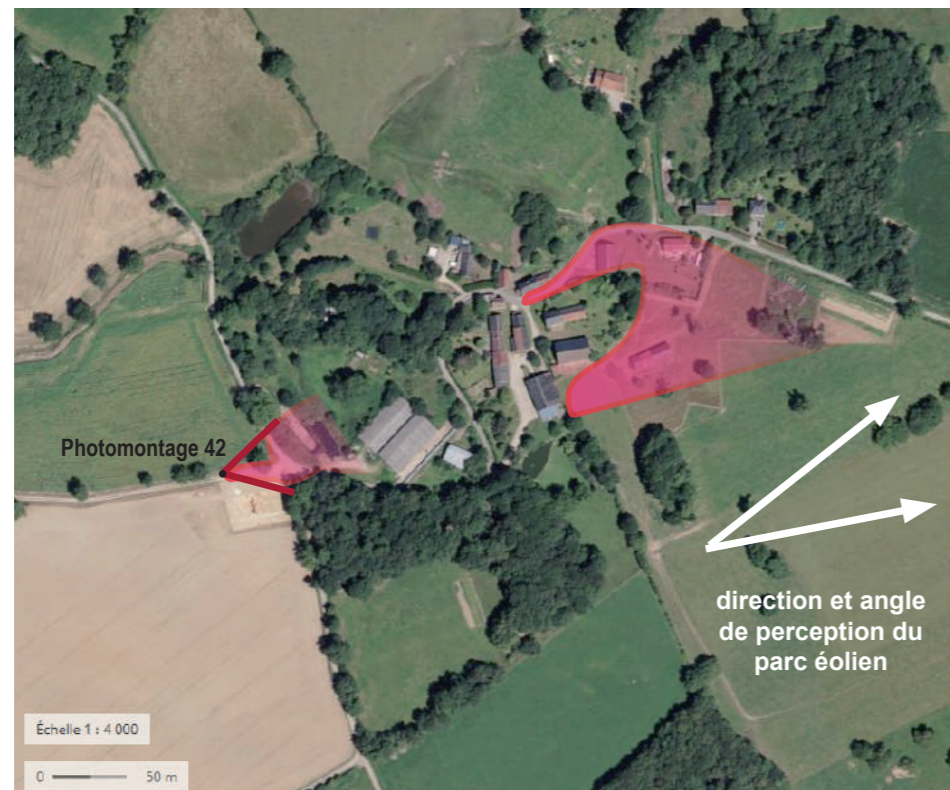 Photomontage 42
direction et angle
de perception du
parc éolien
Échelle 1 : 4 000
0 50 m